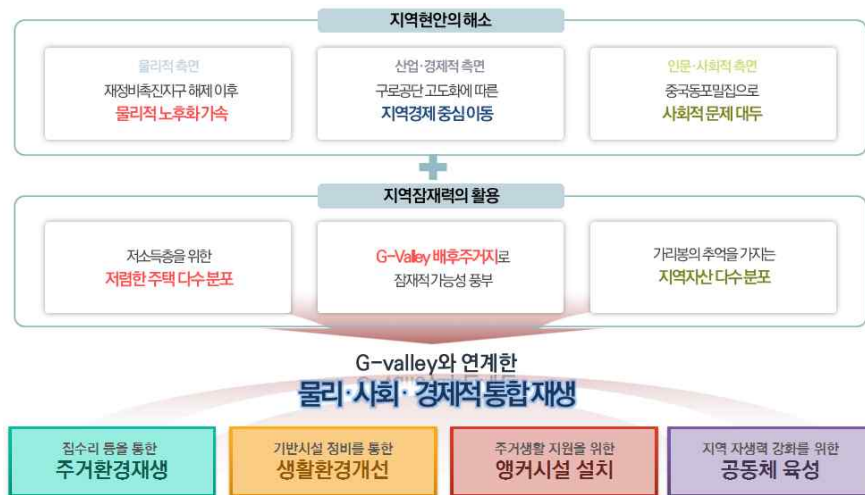 지역현안의 해소
물리적 측면
재정비촉진지구 해제 이후
물리적 노후화 가속
산업·경제적 측면
구로공단 고도화에 따른
지역경제 중심 이동
인문·사회적 측면
중국동포밀집으로
사회적 문제 대두
지역잠재력의 활용
저소득층을 위한
저렴한 주택 다수 분포
G-Valley 배후주거지로
잠재적 가능성 풍부
가리봉의 추억을 가지는
지역자산 다수 분포
G-valley와 연계한
물리·사회·경제적 통합 재생
집수리 등을 통한
주거환경재생
기반시설 정비를 통한
생활환경개선
주거생활 지원을 위한
앵커시설 설치
지역 자생력 강화를 위한
공동체 육성